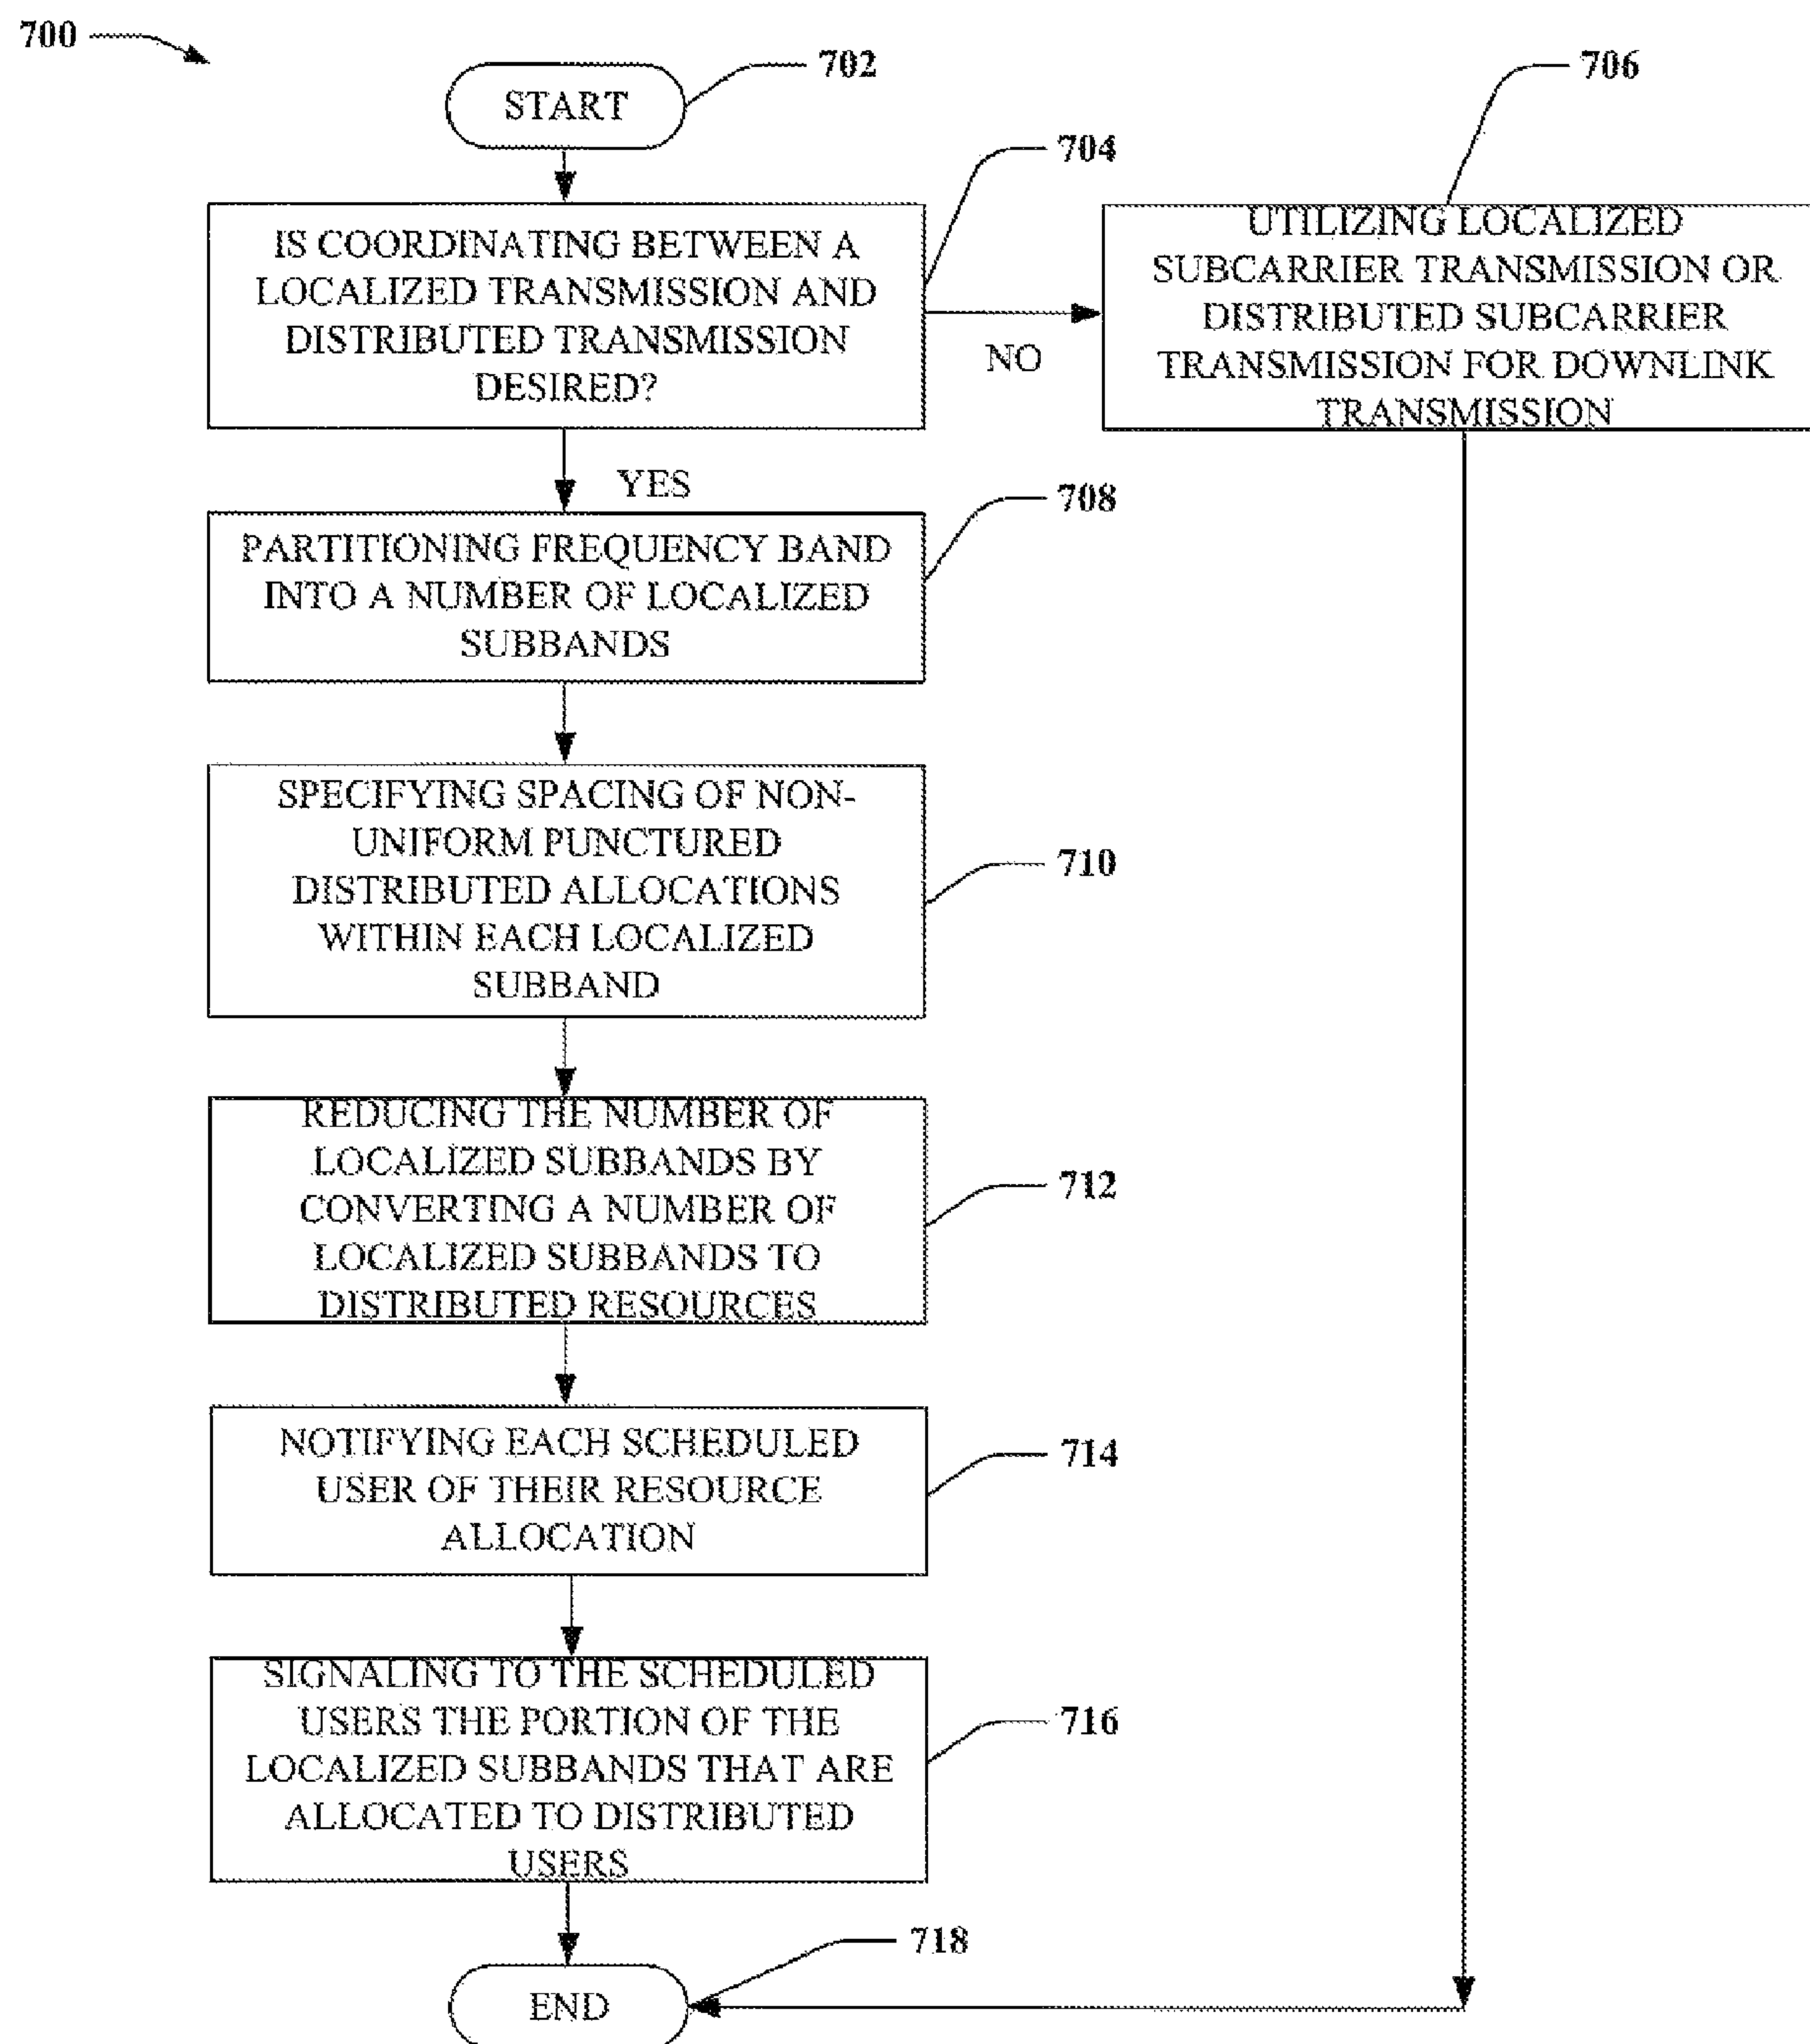 700
702
START
704
IS COORDINATING BETWEEN A
LOCALIZED TRANSMISSION AND
DISTRIBUTED TRANSMISSION
DESIRED?
NO
706
UTILIZING LOCALIZED
SUBCARRIER TRANSMISSION OR
DISTRIBUTED SUBCARRIER
TRANSMISSION FOR DOWNLINK
TRANSMISSION
YES
708
PARTITIONING FREQUENCY BAND
INTO A NUMBER OF LOCALIZED
SUBBANDS
SPECIFYING SPACING OF NON-
UNIFORM PUNCTURED
DISTRIBUTED ALLOCATIONS
WITHIN EACH LOCALIZED
SUBBAND
710
REDUCING THE NUMBER OF
LOCALIZED SUBBANDS BY
CONVERTING A NUMBER OF
LOCALIZED SUBBANDS TO
DISTRIBUTED RESOURCES
712
NOTIFYING EACH SCHEDULED
USER OF THEIR RESOURCE
ALLOCATION
714
SIGNALING TO THE SCHEDULED
USERS THE PORTION OF THE
LOCALIZED SUBBANDS THAT ARE
ALLOCATED TO DISTRIBUTED
USERS
716
718
END